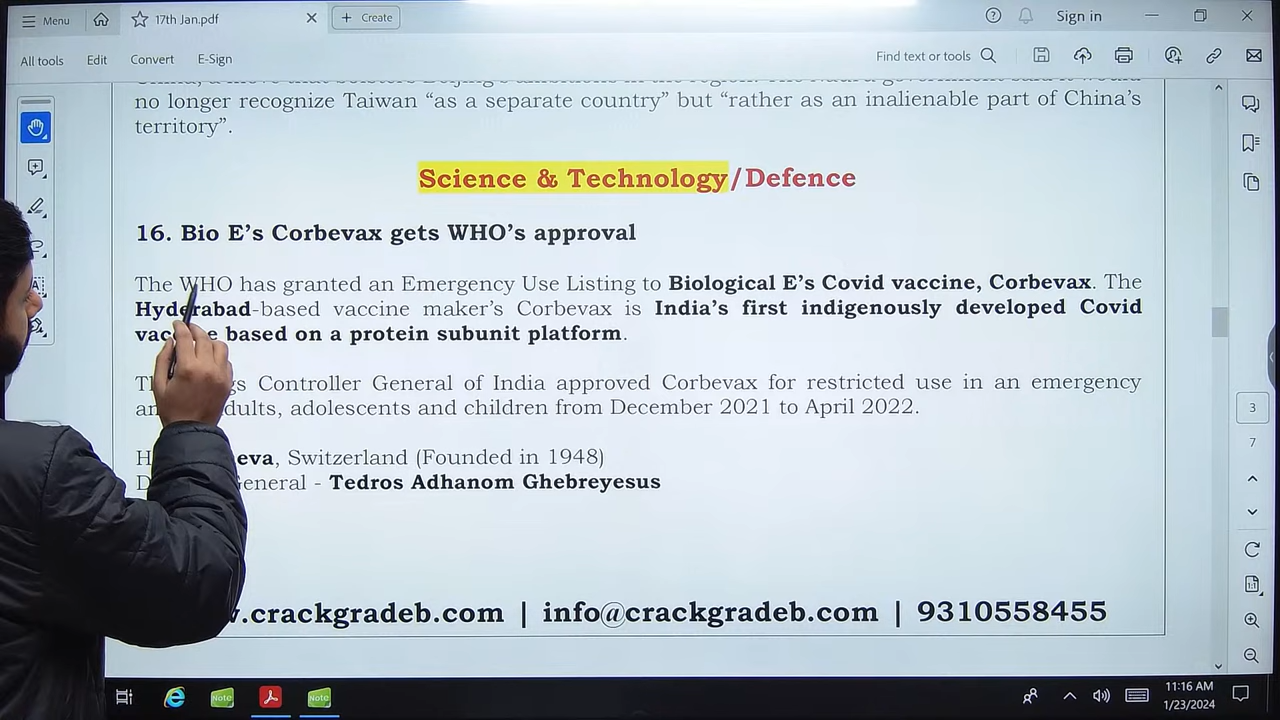 Menu
17th Jan.pdf
Create
Sign in
All tools
Edit
Convert
E-Sign
Find text or tools
no longer recognize Taiwan “as a separate country” but “rather as an inalienable part of China’s
territory”.
Science & Technology/Defence
16. Bio E’s Corbevax gets WHO’s approval
The WHO has granted an Emergency Use Listing to Biological E’s Covid vaccine, Corbevax. The
Hyderabad-based vaccine maker’s Corbevax is India’s first indigenously developed Covid
based on a protein subunit platform.
Controller General of India approved Corbevax for restricted use in an emergency
adolescents and children from December 2021 to April 2022.
Switzerland (Founded in 1948)
General - Tedros Adhanom Ghebreyesus
.crackgradeb.com | info@crackgradeb.com | 9310558455
3
7
Note
Note
11:16 AM
1/23/2024